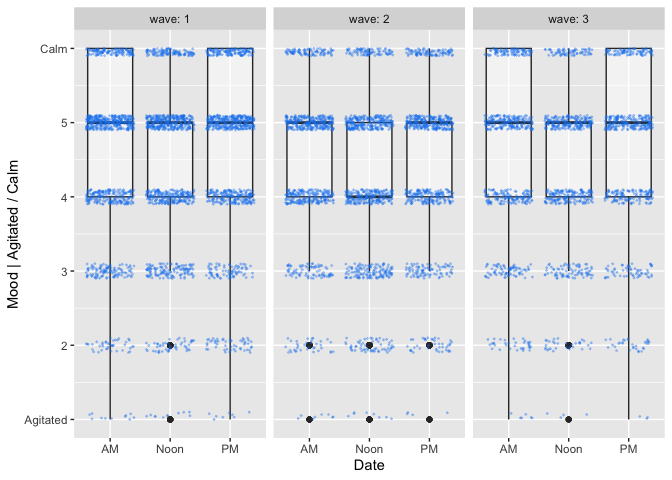 wave: 1
wave: 2
wave: 3
Mood | Agitated / Calm
Calm
5
4
3
2
Agitated
AM Noon PM
AM Noon PM
AM Noon PM
Date